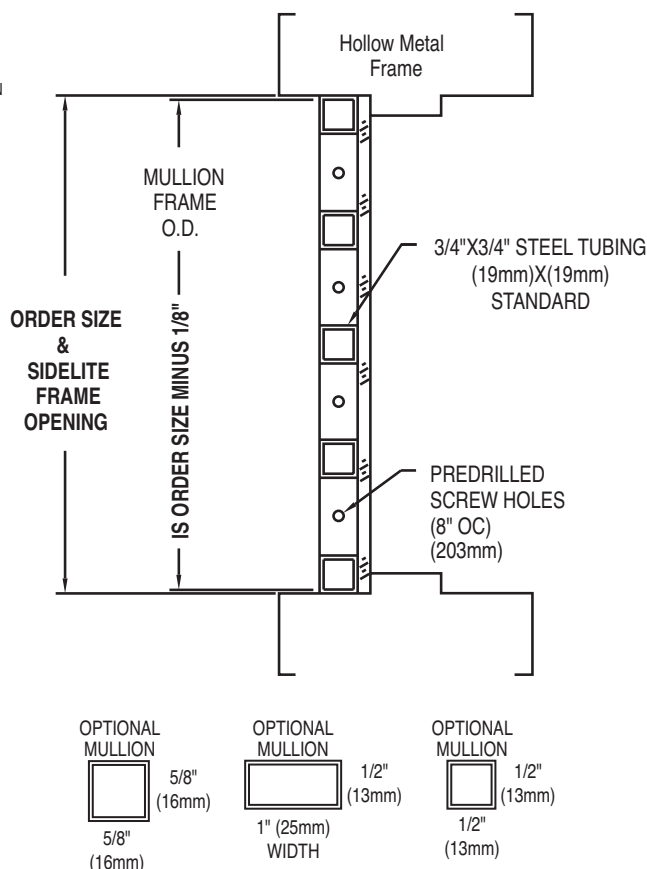 Hollow Metal
Frame
N
MULLION
FRAME
O.D.
IS ORDER SIZE MINUS 1/8"
ORDER SIZE
&
SIDELITE
FRAME
OPENING
3/4"X3/4" STEEL TUBING
(19mm)X(19mm)
STANDARD
PREDRILLED
SCREW HOLES
(8" OC)
(203mm)
OPTIONAL
MULLION
5/8"
(16mm)
5/8"
(16mm)
OPTIONAL
MULLION
1/2"
(13mm)
1" (25mm)
WIDTH
OPTIONAL
MULLION
1/2"
(13mm)
1/2"
(13mm)